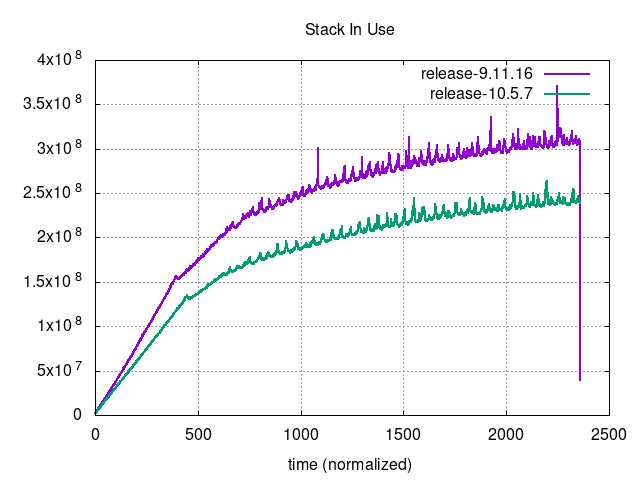 Stack In Use
4x10^8
3.5x10^8
3x10^8
2.5x10^8
2x10^8
1.5x10^8
1x10^8
5x10^7
0
release-9.11.16
release-10.5.7
0 500 1000 1500 2000 2500
time (normalized)